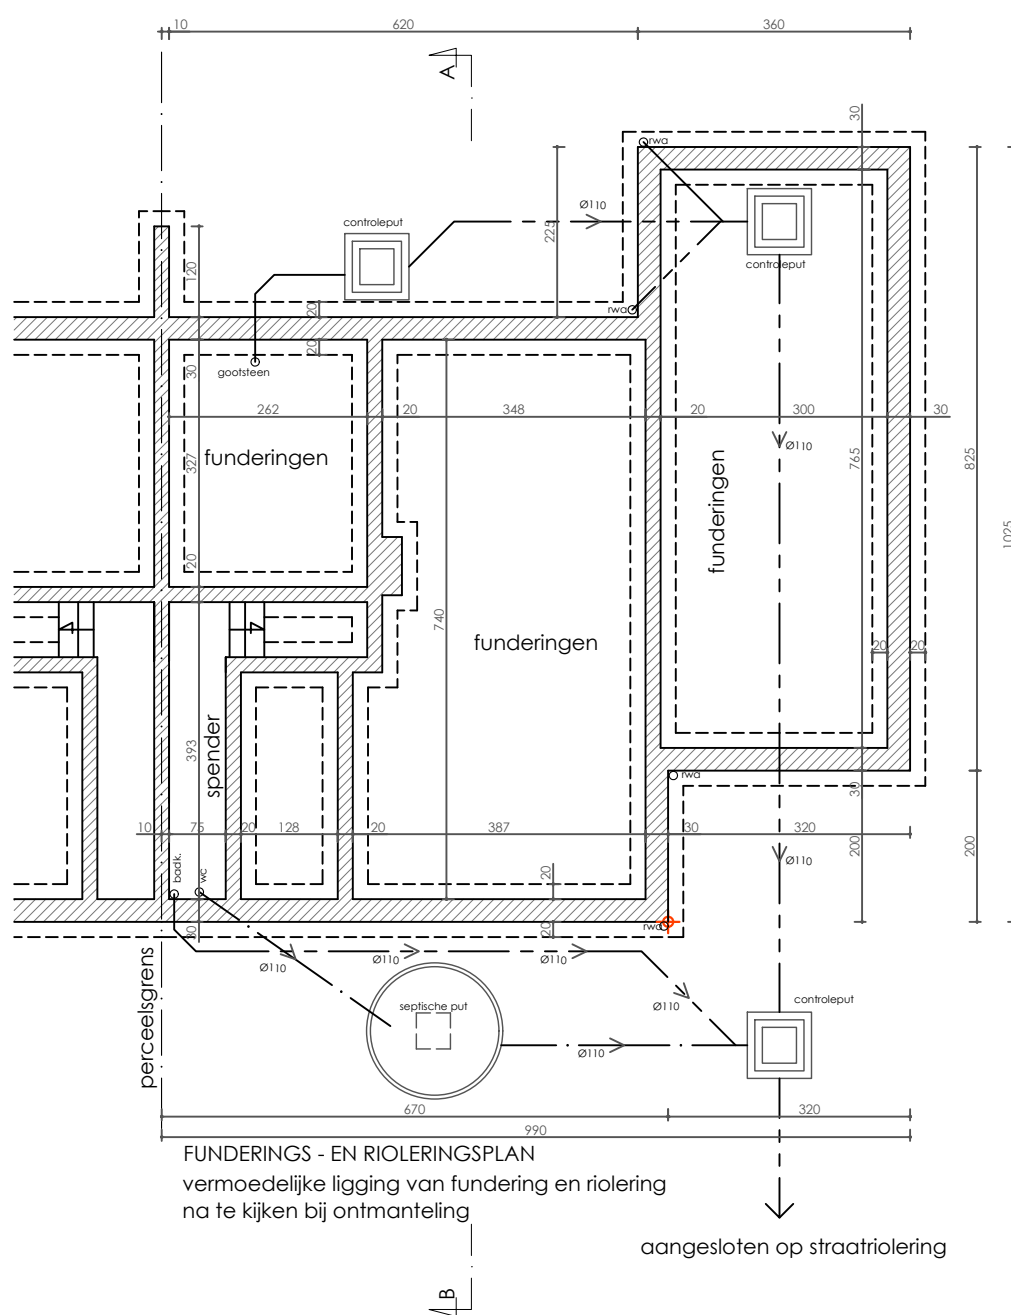 10
620
360
A
30
rwa
controleput
Ø110
225
controleput
120
20
rwa
20
30
gootsteen
262
20
348
20
300
30
funderingen
327
Ø110
765
825
funderingen
1025
20
740
funderingen
20
20
393
spender
rwa
30
10
75
20
128
20
387
30
320
200
200
badk.
wc
20
30
rwa
20
Ø110
Ø110
Ø110
Ø110
perceelsgrens
septische put
controleput
Ø110
Ø110
670
320
990
FUNDERINGS - EN RIOLERINGSPLAN
vermoedelijke ligging van fundering en riolering
na te kijken bij ontmanteling
aangesloten op straatriolering
B